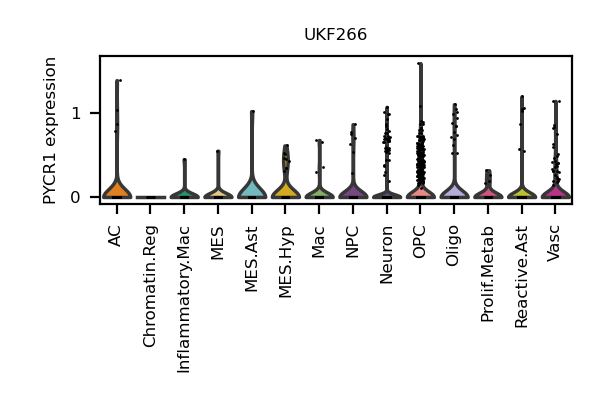 UKF266
PYCR1 expression
1
0
AC
Chromatin.Reg
Inflammatory.Mac
MES
MES.Ast
MES.Hyp
Mac
NPC
Neuron
OPC
Oligo
Prolif.Metab
Reactive.Ast
Vasc